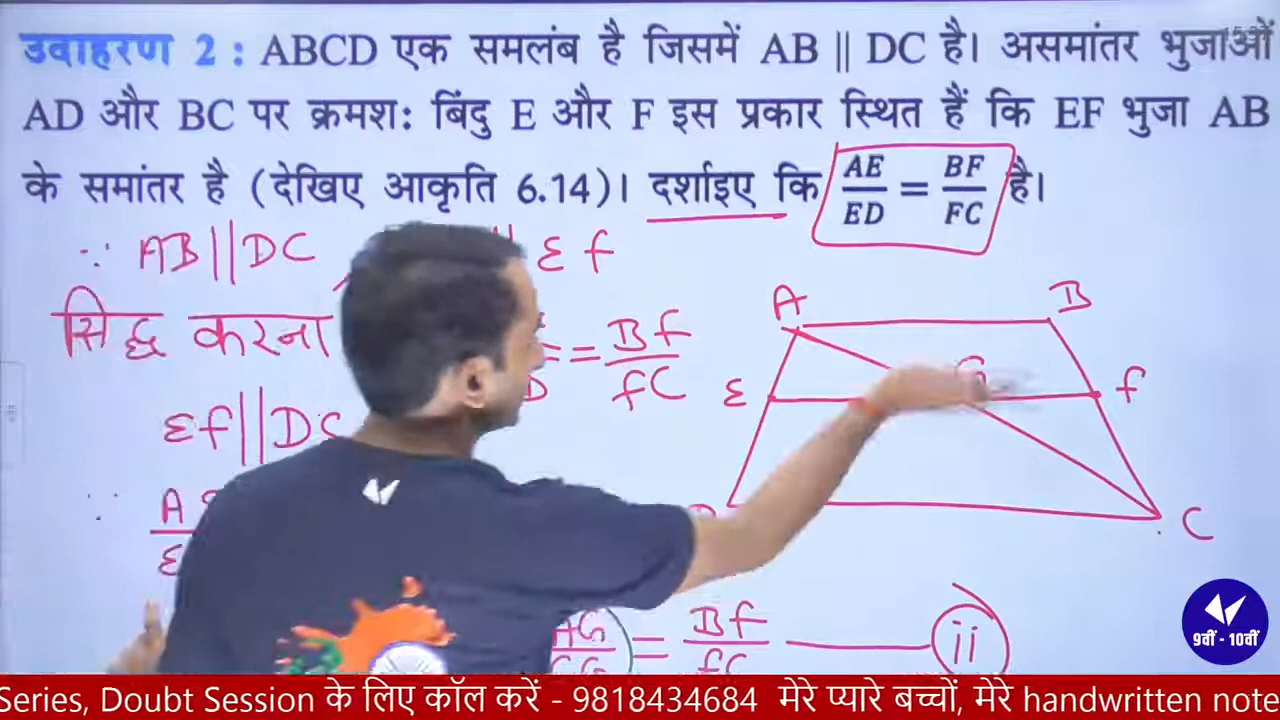 उदाहरण 2 : ABCD एक समलंब है जिसमें AB || DC है। असमांतर भुजाओं
AD और BC पर क्रमशः बिंदु E और F इस प्रकार स्थित हैं कि EF भुजा AB
के समांतर है (देखिए आकृति 6.14)। दर्शाइए कि AE/ED = BF/FC है।
∵ AB||DC , || Ef
सिद्ध करना = Bf/fC
Ef||DC
A
B
E
G
f
C
∵ A/E
AG = Bf/fC — ii
9वीं - 10वीं
Series, Doubt Session के लिए कॉल करें - 9818434684 मेरे प्यारे बच्चों, मेरे handwritten note